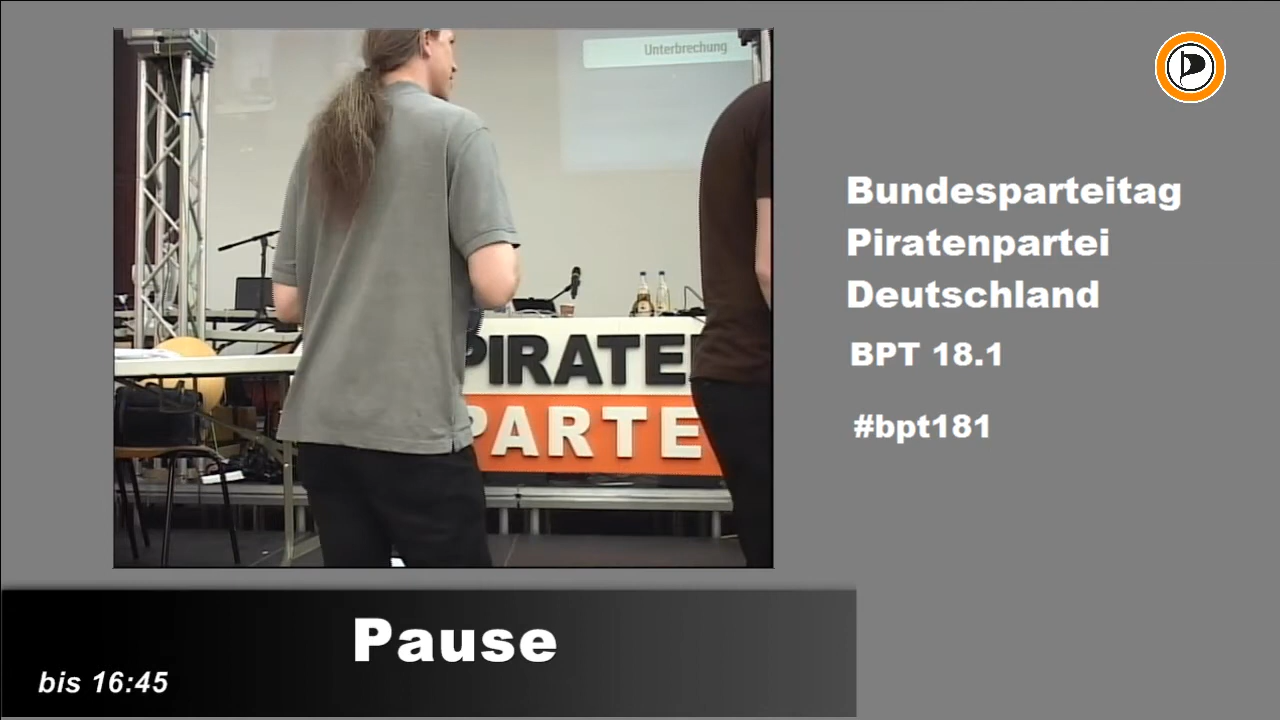 Unterbrechung
PIRATE
PARTE
Bundesparteitag
Piratenpartei
Deutschland
BPT 18.1
#bpt181
Pause
bis 16:45